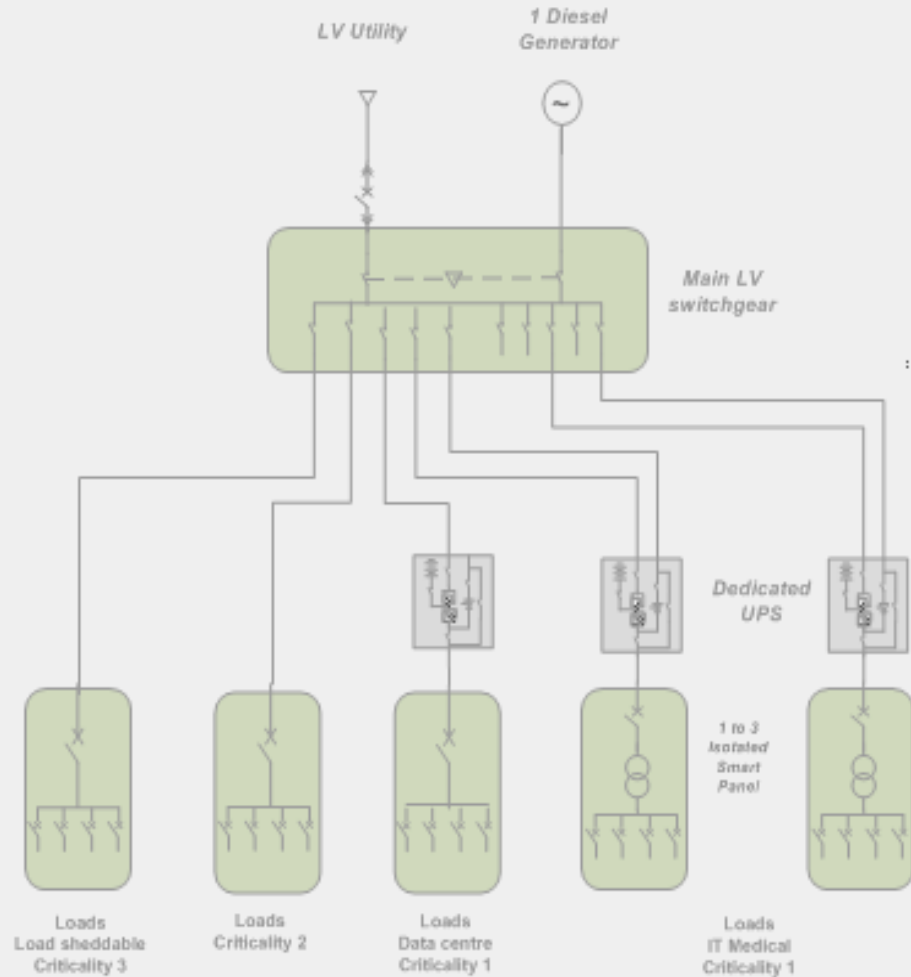 LV Utility
1 Diesel
Generator
Main LV
switchgear
:
Dedicated
UPS
1 to 3
Isolated
Smart
Panel
Loads
Load sheddable
Criticality 3
Loads
Criticality 2
Loads
Data centre
Criticality 1
Loads
IT Medical
Criticality 1